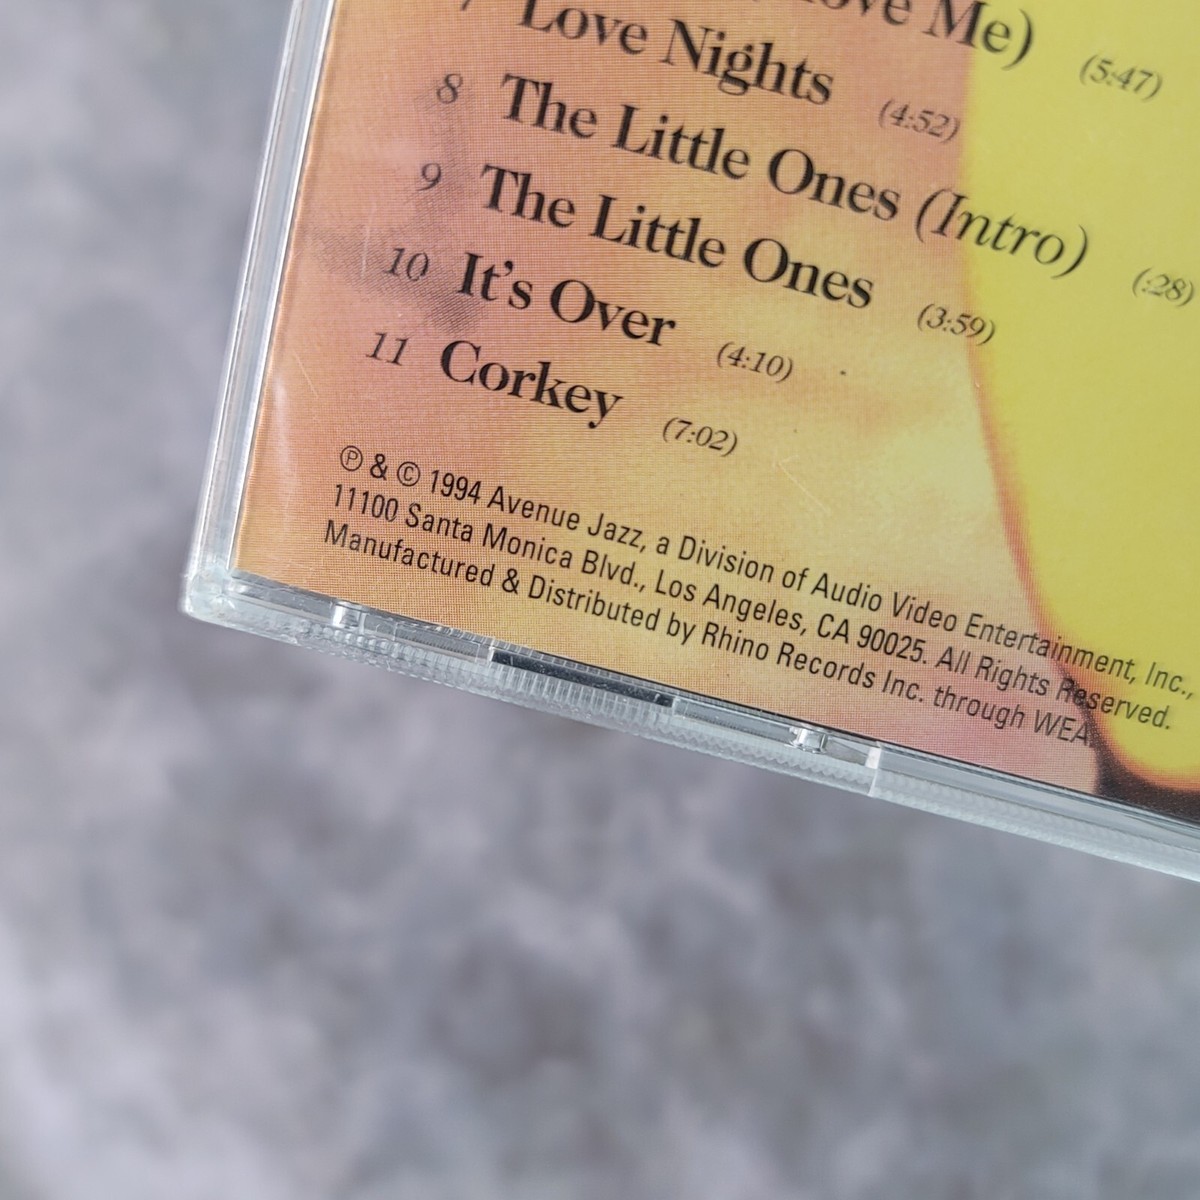 Me) (5:47)
7 Love Nights (4:52)
8 The Little Ones (Intro) (:28)
9 The Little Ones (3:59)
10 It's Over (4:10)
11 Corkey (7:02)
℗ & © 1994 Avenue Jazz, a Division of Audio Video Entertainment, Inc.,
11100 Santa Monica Blvd., Los Angeles, CA 90025. All Rights Reserved.
Manufactured & Distributed by Rhino Records Inc. through WEA.